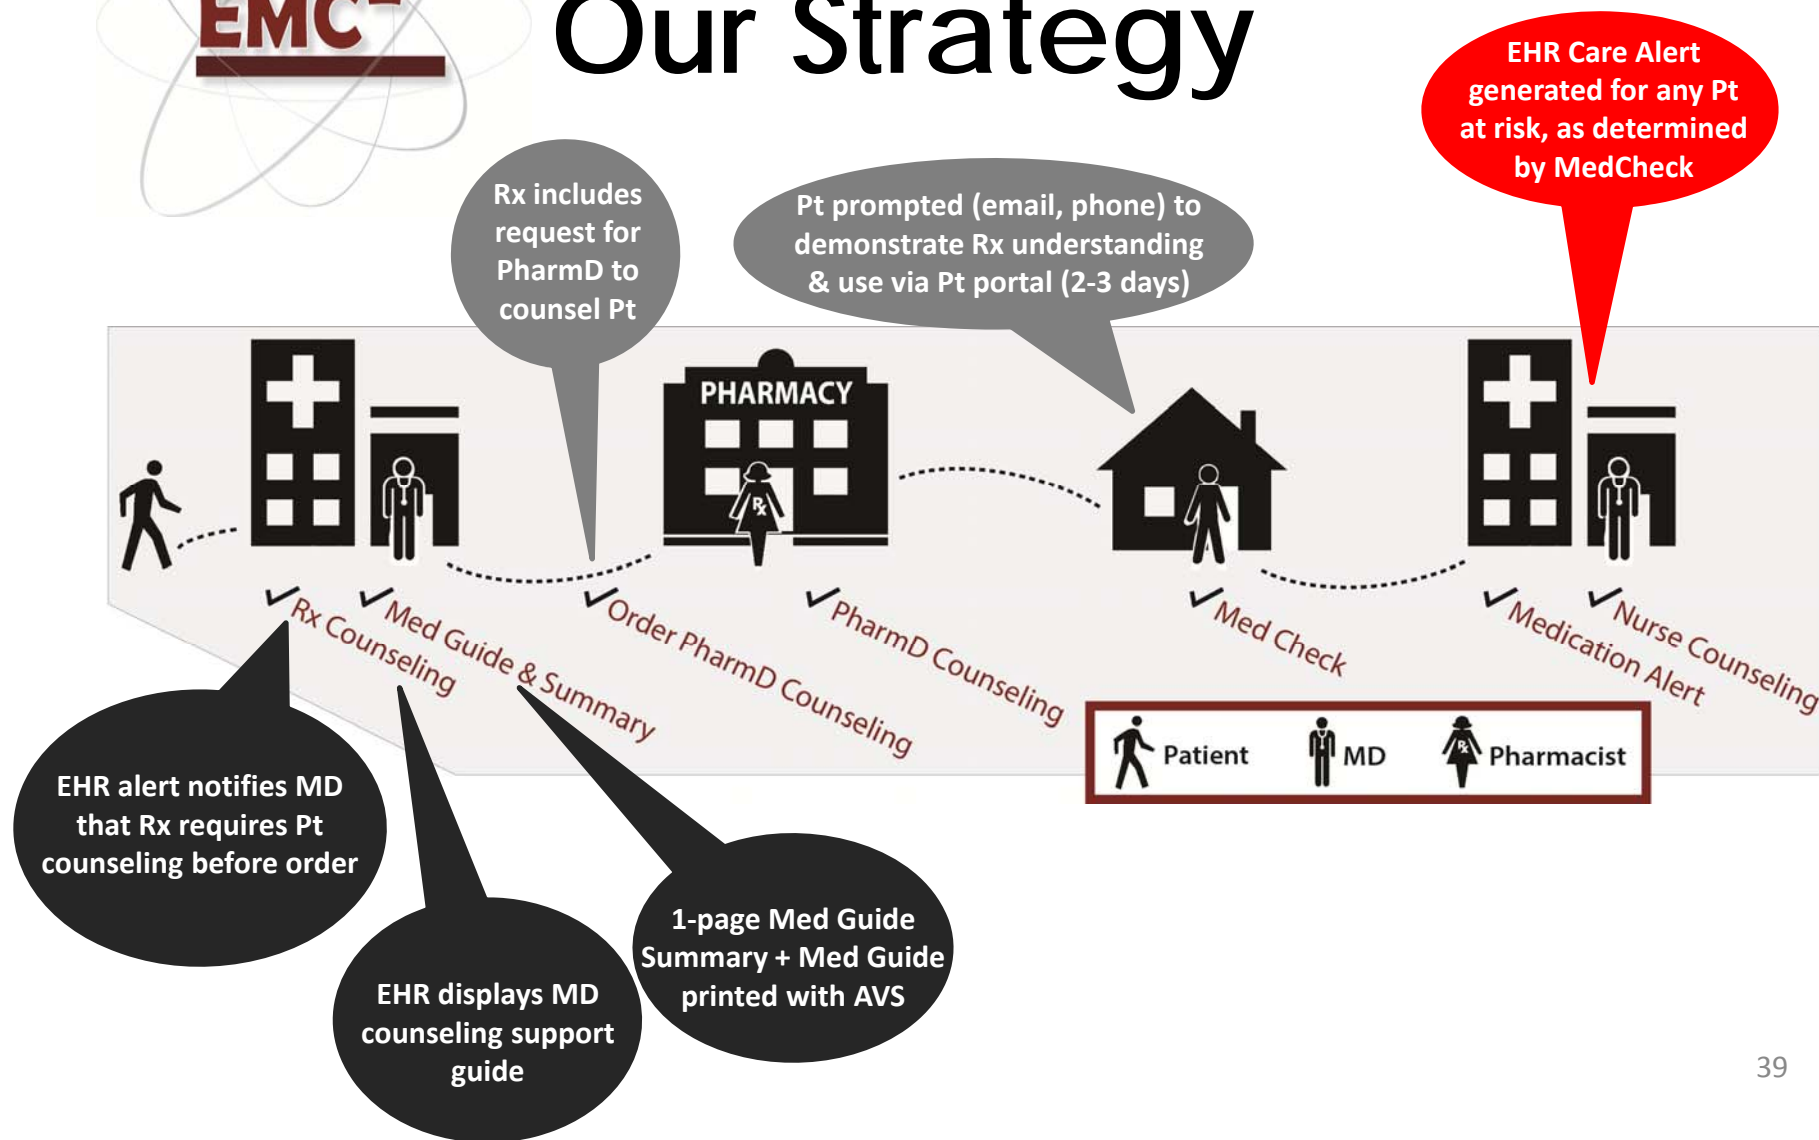 EMC2
Our Strategy
EHR Care Alert
generated for any Pt
at risk, as determined
by MedCheck
Rx includes
request for
PharmD to
counsel Pt
Pt prompted (email, phone) to
demonstrate Rx understanding
& use via Pt portal (2-3 days)
PHARMACY
Rx
Rx Counseling
Med Guide & Summary
Order PharmD Counseling
PharmD Counseling
Med Check
Medication Alert
Nurse Counseling
Patient
MD
Rx
Pharmacist
EHR alert notifies MD
that Rx requires Pt
counseling before order
EHR displays MD
counseling support
guide
1-page Med Guide
Summary + Med Guide
printed with AVS
39